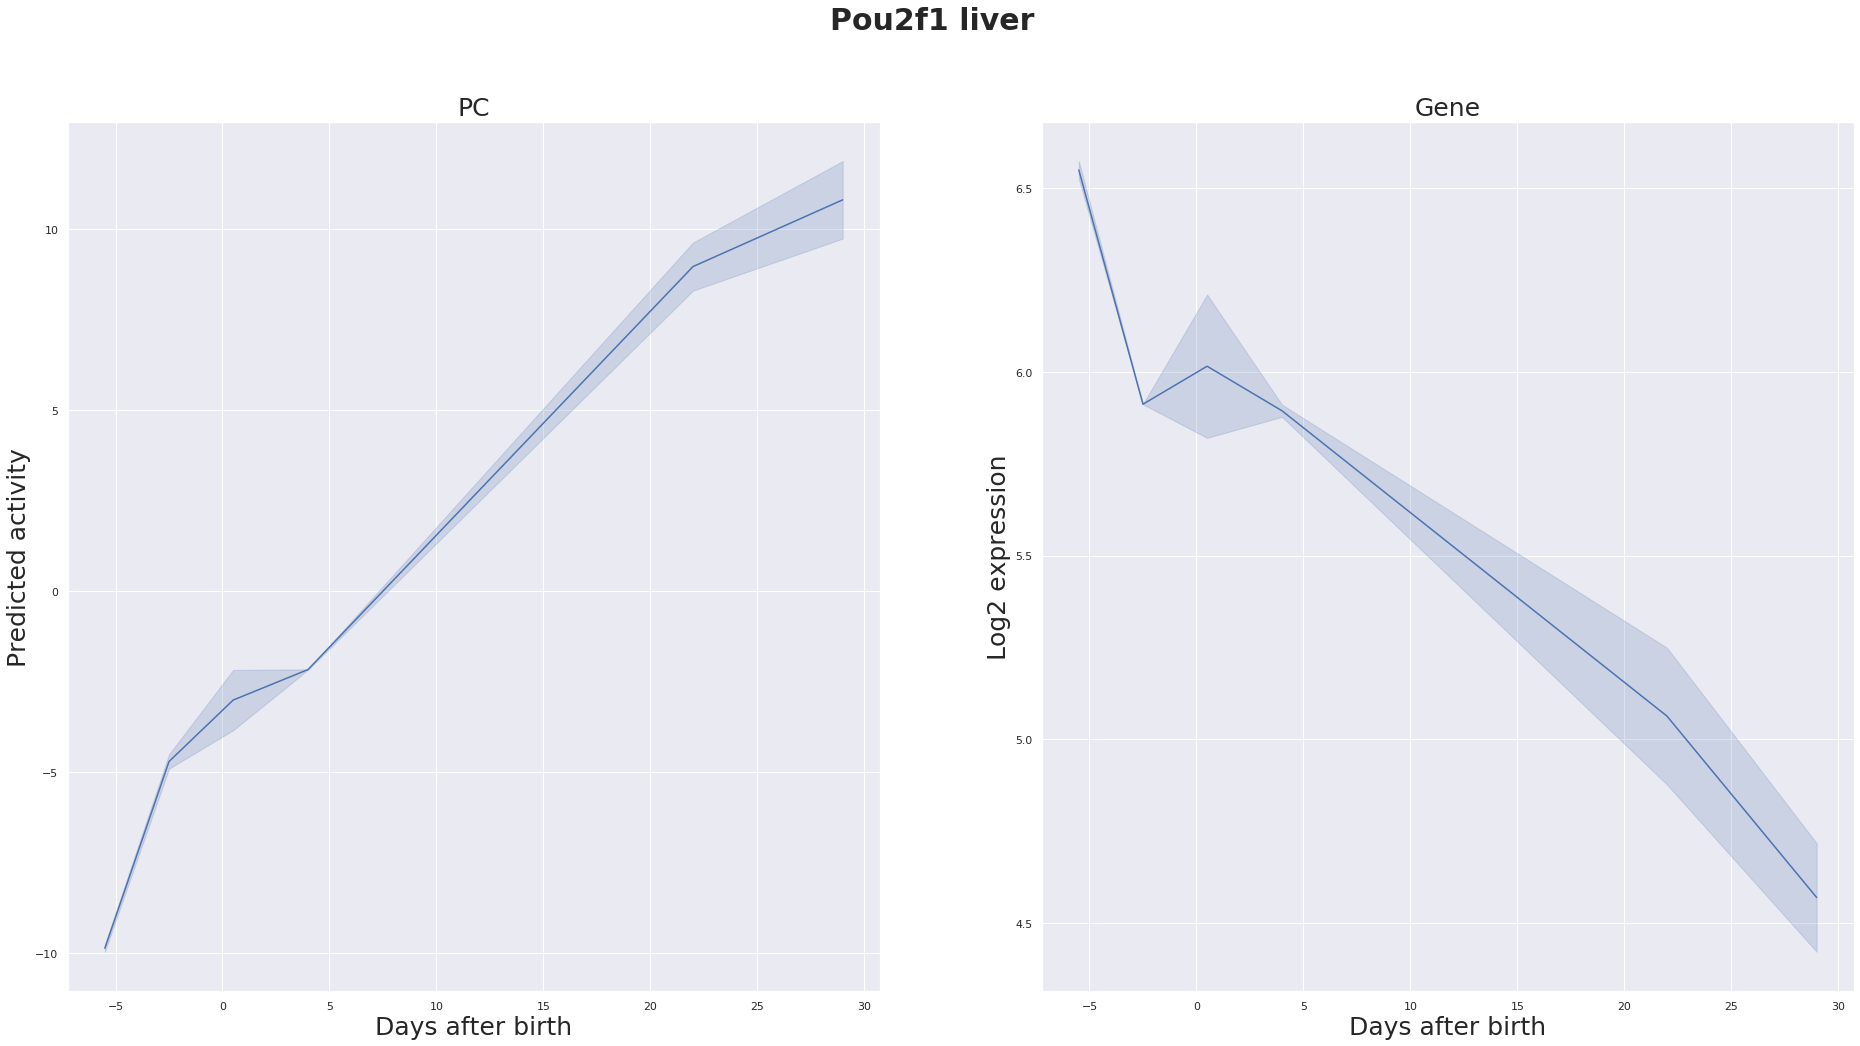 Pou2f1 liver
PC
Predicted activity
10
5
0
−5
−10
−5 0 5 10 15 20 25 30
Days after birth
Gene
Log2 expression
6.5
6.0
5.5
5.0
4.5
−5 0 5 10 15 20 25 30
Days after birth